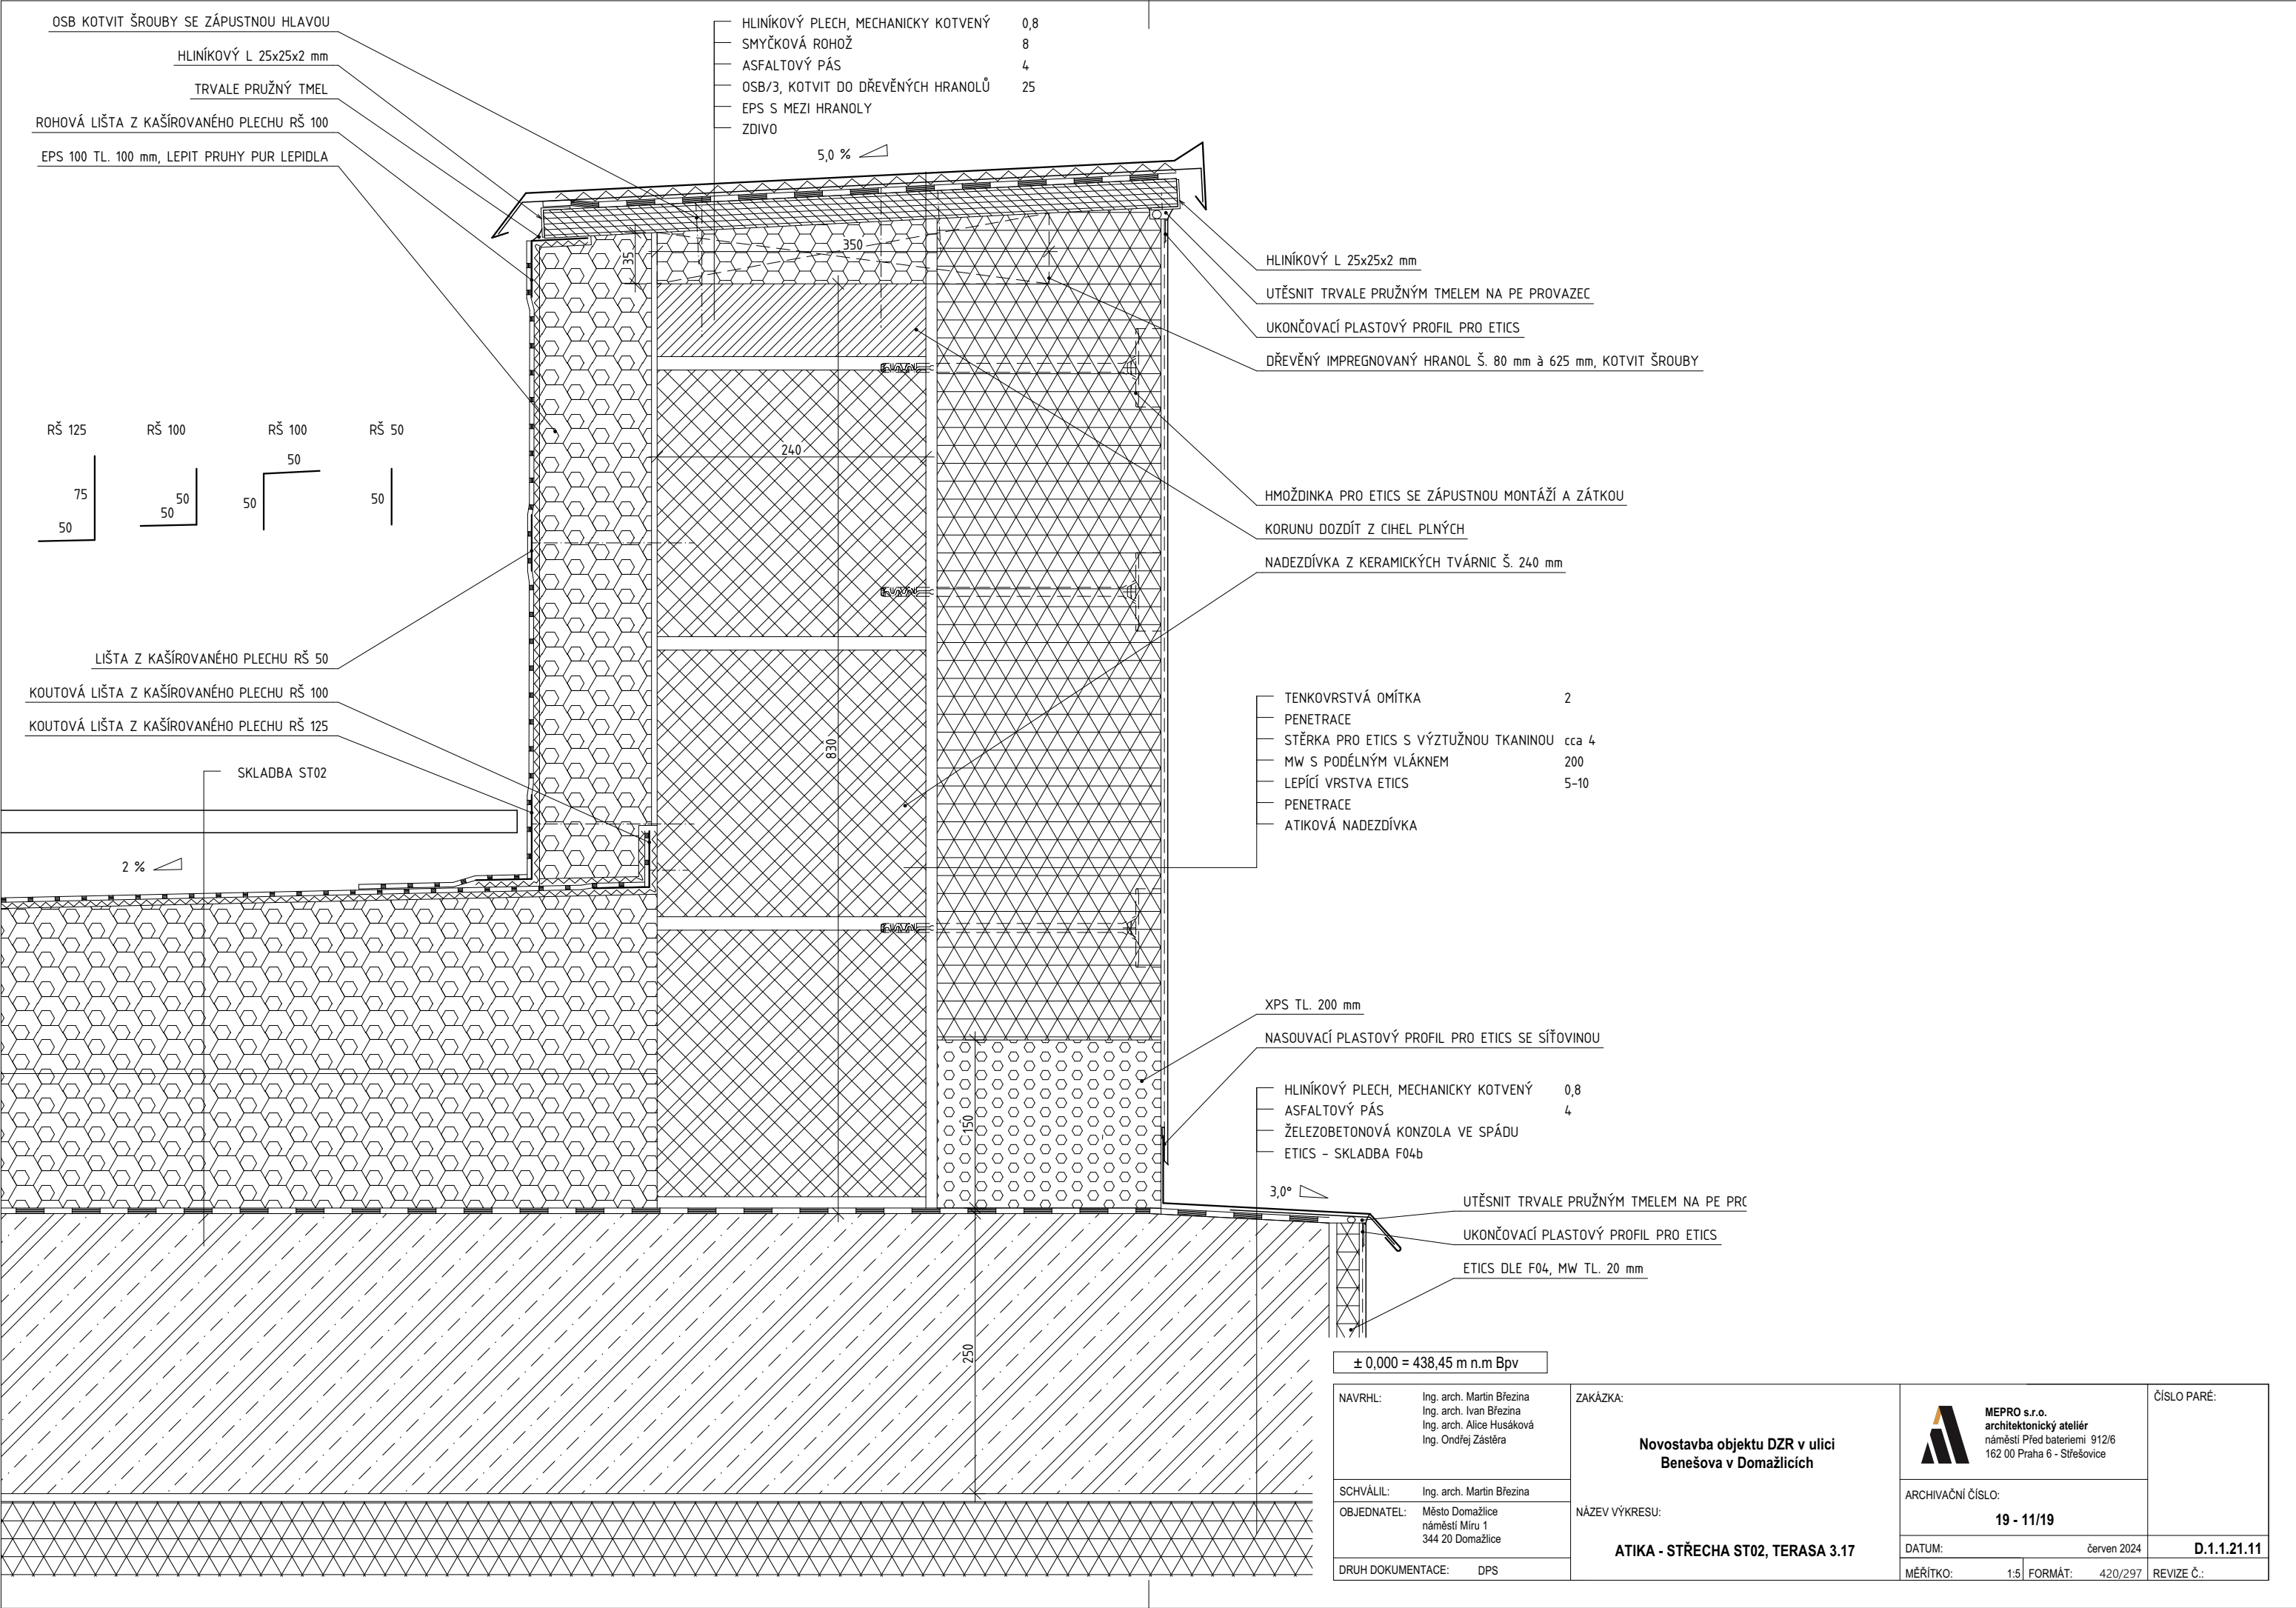 OSB KOTVIT ŠROUBY SE ZÁPUSTNOU HLAVOU
HLINÍKOVÝ L 25x25x2 mm
TRVALE PRUŽNÝ TMEL
ROHOVÁ LIŠTA Z KAŠÍROVANÉHO PLECHU RŠ 100
EPS 100 TL. 100 mm, LEPIT PRUHY PUR LEPIDLA
HLINÍKOVÝ PLECH, MECHANICKY KOTVENÝ 0,8
SMYČKOVÁ ROHOŽ 8
ASFALTOVÝ PÁS 4
OSB/3, KOTVIT DO DŘEVĚNÝCH HRANOLŮ 25
EPS S MEZI HRANOLY
ZDIVO
5,0 %
350
35
HLINÍKOVÝ L 25x25x2 mm
UTĚSNIT TRVALE PRUŽNÝM TMELEM NA PE PROVAZEC
UKONČOVACÍ PLASTOVÝ PROFIL PRO ETICS
DŘEVĚNÝ IMPREGNOVANÝ HRANOL Š. 80 mm à 625 mm, KOTVIT ŠROUBY
RŠ 125 RŠ 100 RŠ 100 RŠ 50
75
50
50
50
50
50
50
240
HMOŽDINKA PRO ETICS SE ZÁPUSTNOU MONTÁŽÍ A ZÁTKOU
KORUNU DOZDÍT Z CIHEL PLNÝCH
NADEZDÍVKA Z KERAMICKÝCH TVÁRNIC Š. 240 mm
LIŠTA Z KAŠÍROVANÉHO PLECHU RŠ 50
KOUTOVÁ LIŠTA Z KAŠÍROVANÉHO PLECHU RŠ 100
KOUTOVÁ LIŠTA Z KAŠÍROVANÉHO PLECHU RŠ 125
SKLADBA ST02
830
2 %
TENKOVRSTVÁ OMÍTKA 2
PENETRACE
STĚRKA PRO ETICS S VÝZTUŽNOU TKANINOU cca 4
MW S PODÉLNÝM VLÁKNEM 200
LEPÍCÍ VRSTVA ETICS 5-10
PENETRACE
ATIKOVÁ NADEZDÍVKA
XPS TL. 200 mm
NASOUVACÍ PLASTOVÝ PROFIL PRO ETICS SE SÍŤOVINOU
HLINÍKOVÝ PLECH, MECHANICKY KOTVENÝ 0,8
ASFALTOVÝ PÁS 4
ŽELEZOBETONOVÁ KONZOLA VE SPÁDU
ETICS - SKLADBA F04b
150
3,0°
UTĚSNIT TRVALE PRUŽNÝM TMELEM NA PE PRO
UKONČOVACÍ PLASTOVÝ PROFIL PRO ETICS
ETICS DLE F04, MW TL. 20 mm
250
± 0,000 = 438,45 m n.m Bpv
NAVRHL: Ing. arch. Martin Březina
Ing. arch. Ivan Březina
Ing. arch. Alice Husáková
Ing. Ondřej Zástěra
SCHVÁLIL: Ing. arch. Martin Březina
OBJEDNATEL: Město Domažlice
náměstí Míru 1
344 20 Domažlice
DRUH DOKUMENTACE: DPS
ZAKÁZKA:
Novostavba objektu DZR v ulici
Benešova v Domažlicích
NÁZEV VÝKRESU:
ATIKA - STŘECHA ST02, TERASA 3.17
MEPRO s.r.o.
architektonický ateliér
náměstí Před bateriemi 912/6
162 00 Praha 6 - Střešovice
ČÍSLO PARÉ:
ARCHIVAČNÍ ČÍSLO:
19 - 11/19
DATUM: červen 2024
D.1.1.21.11
MĚŘÍTKO: 1:5 FORMÁT: 420/297 REVIZE Č.: